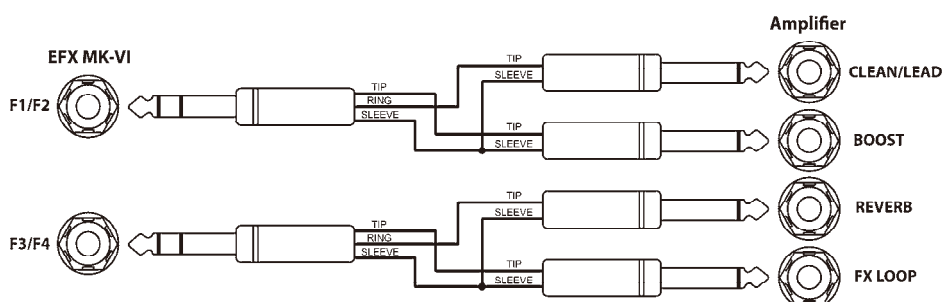 Amplifier
EFX MK-VI
TIP
SLEEVE
CLEAN/LEAD
F1/F2
TIP
RING
SLEEVE
TIP
SLEEVE
BOOST
TIP
SLEEVE
REVERB
F3/F4
TIP
RING
SLEEVE
TIP
SLEEVE
FX LOOP